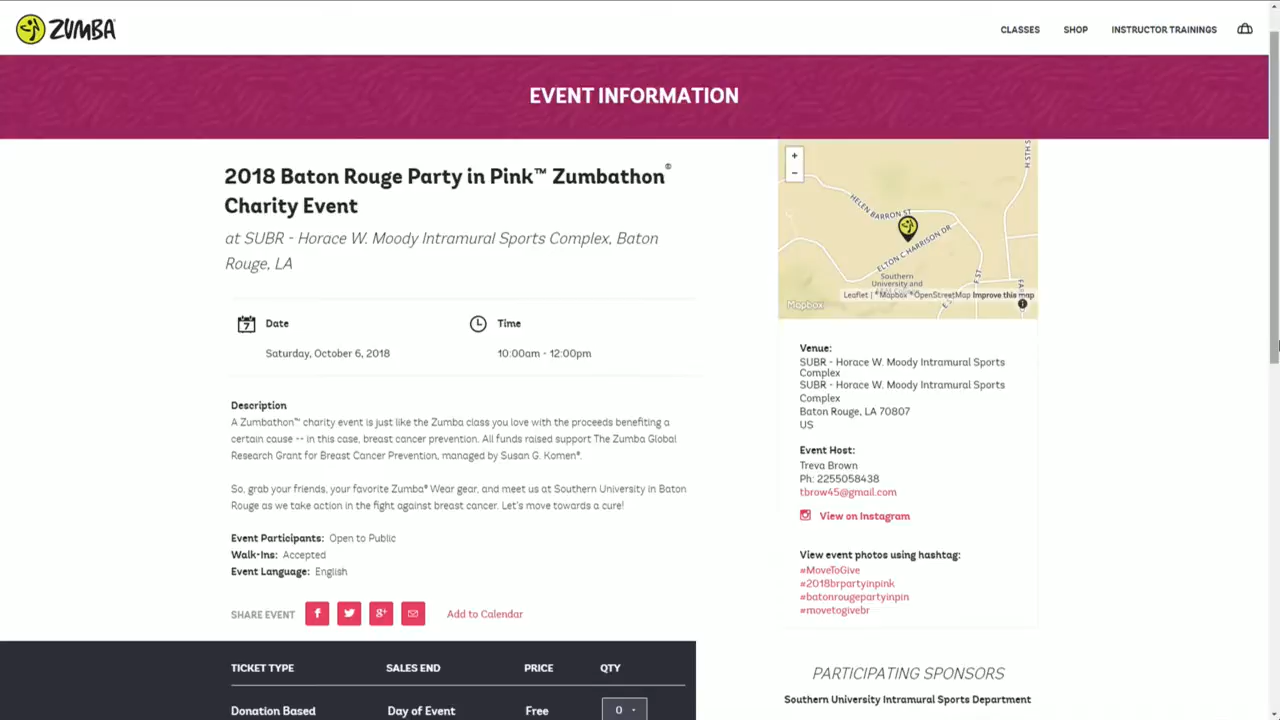 ZUMBA
CLASSES
SHOP
INSTRUCTOR TRAININGS
EVENT INFORMATION
2018 Baton Rouge Party in Pink™ Zumbathon®
Charity Event
at SUBR - Horace W. Moody Intramural Sports Complex, Baton
Rouge, LA
Date
Time
Saturday, October 6, 2018
10:00am - 12:00pm
Description
A Zumbathon™ charity event is just like the Zumba class you love with the proceeds benefiting a
certain cause -- in this case, breast cancer prevention. All funds raised support The Zumba Global
Research Grant for Breast Cancer Prevention, managed by Susan G. Komen®.
So, grab your friends, your favorite Zumba® Wear gear, and meet us at Southern University in Baton
Rouge as we take action in the fight against breast cancer. Let's move towards a cure!
Event Participants: Open to Public
Walk-Ins: Accepted
Event Language: English
SHARE EVENT
Add to Calendar
TICKET TYPE
SALES END
PRICE
QTY
Donation Based
Day of Event
Free
0
+
-
HELEN BARRON ST
ELTON C HARRISON DR
H 5TH S
F ST
Southern
University and
Mapbox
Leaflet | © Mapbox © OpenStreetMap Improve this map
Venue:
SUBR - Horace W. Moody Intramural Sports
Complex
SUBR - Horace W. Moody Intramural Sports
Complex
Baton Rouge, LA 70807
US
Event Host:
Treva Brown
Ph: 2255058438
tbrow45@gmail.com
View on Instagram
View event photos using hashtag:
#MoveToGive
#2018brpartyinpink
#batonrougepartyinpin
#movetogivebr
PARTICIPATING SPONSORS
Southern University Intramural Sports Department